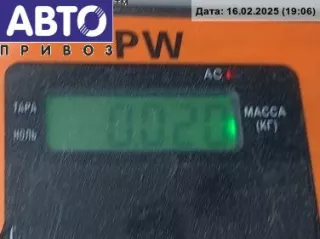 АВТО
ПРИВОЗ
Дата: 16.02.2025 (19:06)
PW
AC
ТАРА
НОЛЬ
0.020
МАССА
(КГ)